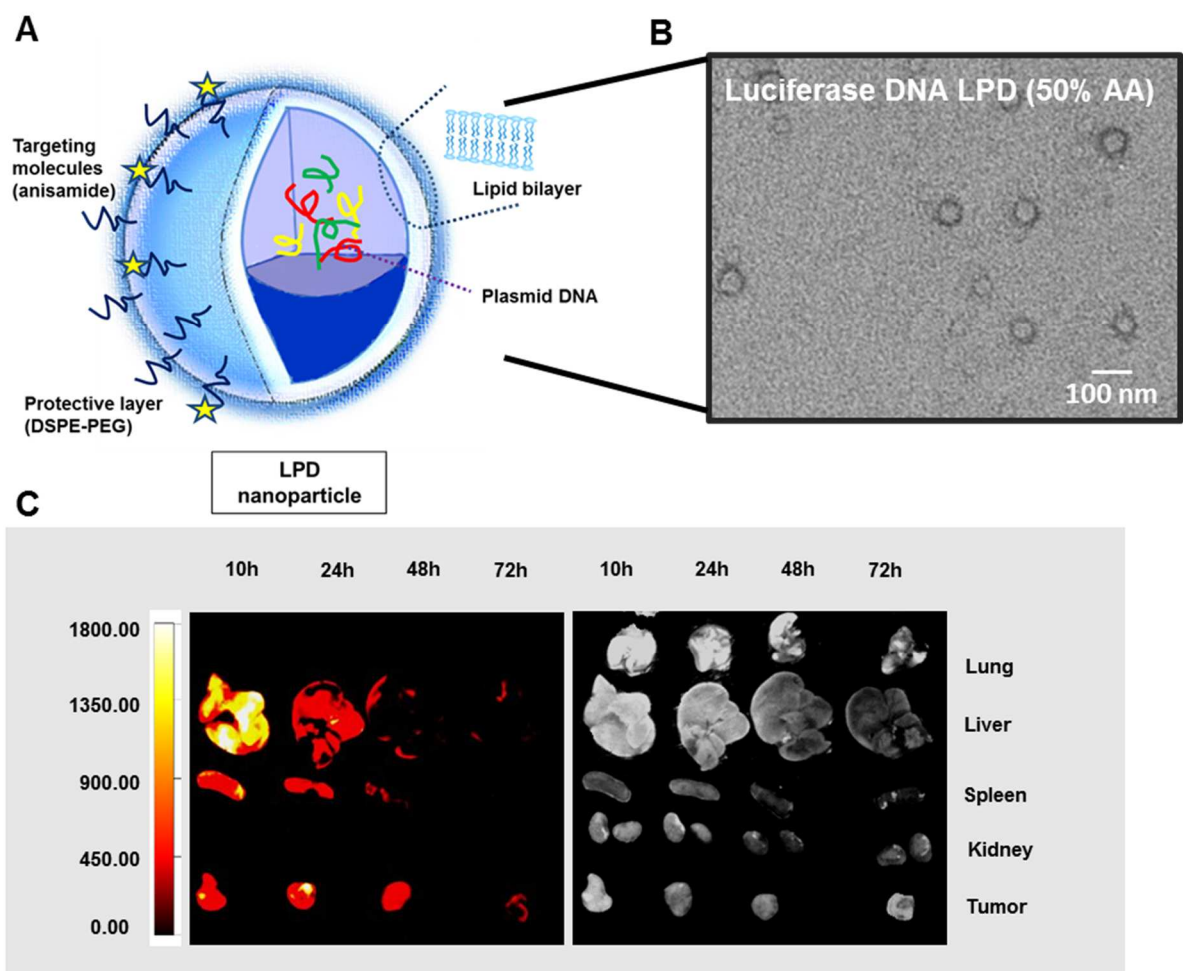 A
Targeting
molecules
(anisamide)
Lipid bilayer
Plasmid DNA
Protective layer
(DSPE-PEG)
LPD
nanoparticle
B
Luciferase DNA LPD (50% AA)
100 nm
C
10h 24h 48h 72h 10h 24h 48h 72h
1800.00
1350.00
900.00
450.00
0.00
Lung
Liver
Spleen
Kidney
Tumor